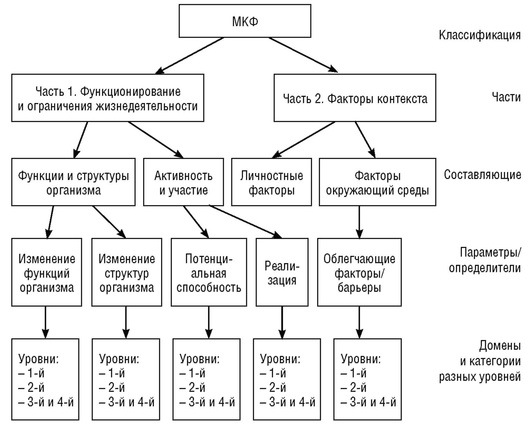 МКФ
Классификация
Часть 1. Функционирование
и ограничения жизнедеятельности
Часть 2. Факторы контекста
Части
Функции и структуры
организма
Активность
и участие
Личностные
факторы
Факторы
окружающий среды
Составляющие
Изменение
функций
организма
Изменение
структур
организма
Потенци-
альная
способность
Реали-
зация
Облегчающие
факторы/
барьеры
Параметры/
определители
Уровни:
– 1-й
– 2-й
– 3-й и 4-й
Уровни:
– 1-й
– 2-й
– 3-й и 4-й
Уровни:
– 1-й
– 2-й
– 3-й и 4-й
Уровни:
– 1-й
– 2-й
– 3-й и 4-й
Уровни:
– 1-й
– 2-й
– 3-й и 4-й
Домены
и категории
разных уровней